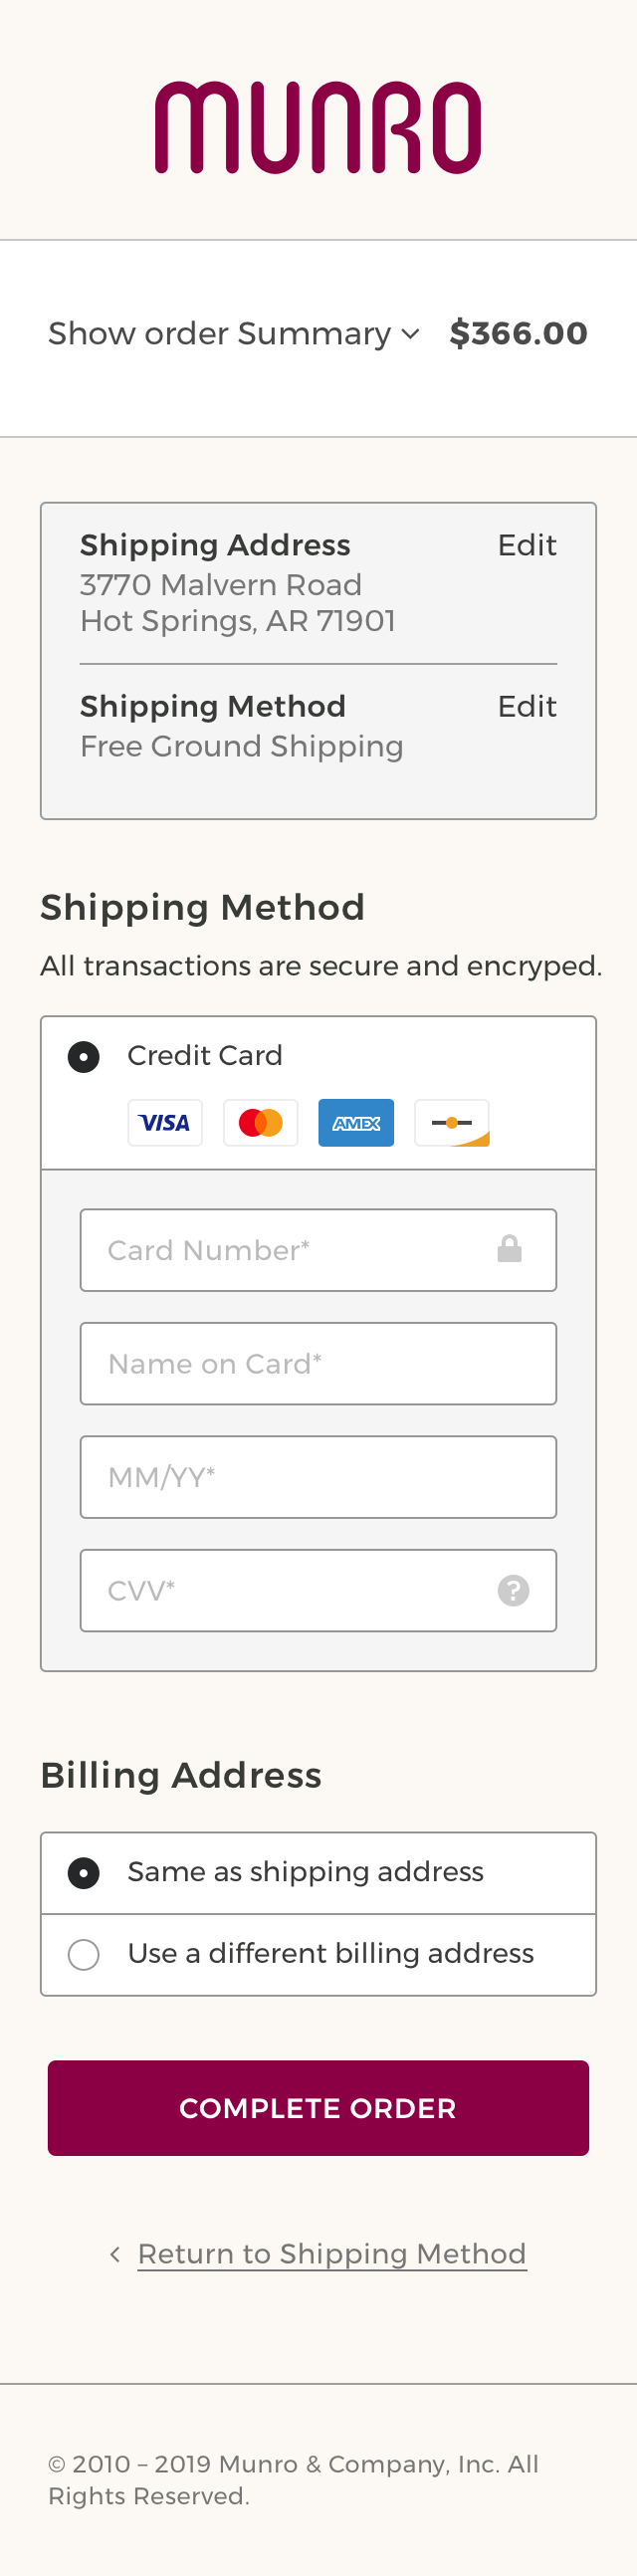 MUNRO
Show order Summary $366.00
Shipping Address Edit
3770 Malvern Road
Hot Springs, AR 71901
Shipping Method Edit
Free Ground Shipping
Shipping Method
All transactions are secure and encryped.
Credit Card
VISA AMEX
Card Number*
Name on Card*
MM/YY*
CVV* ?
Billing Address
Same as shipping address
Use a different billing address
COMPLETE ORDER
Return to Shipping Method
© 2010 – 2019 Munro & Company, Inc. All
Rights Reserved.